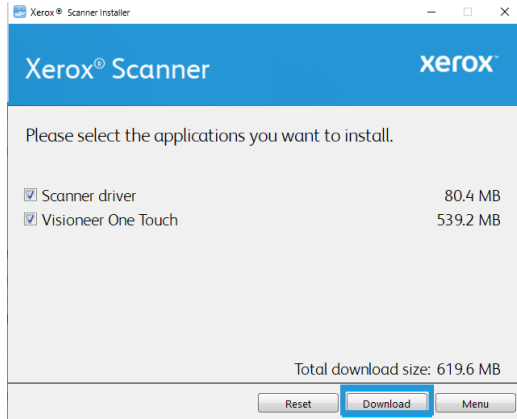 Xerox® Scanner Installer
Xerox® Scanner
xerox™
Please select the applications you want to install.
Scanner driver 80.4 MB
Visioneer One Touch 539.2 MB
Total download size: 619.6 MB
Reset Download Menu